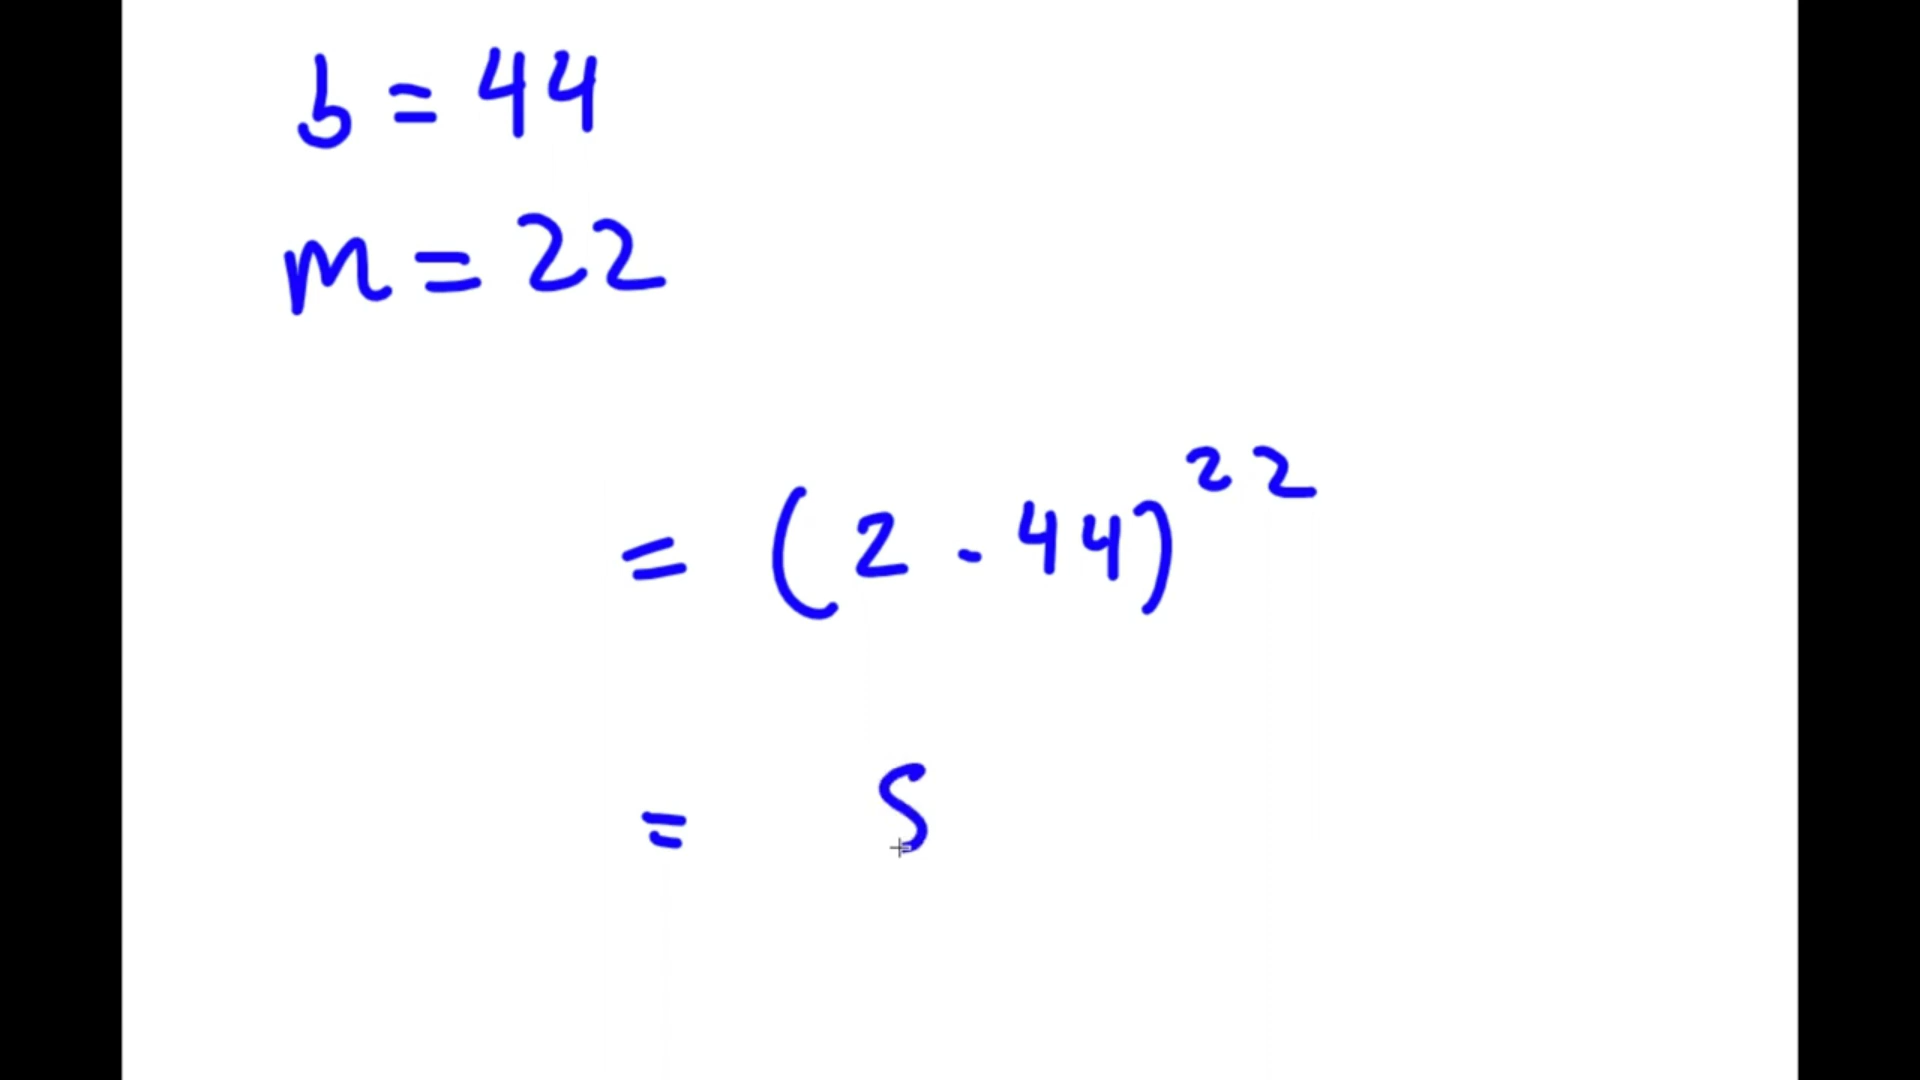 b = 44
m = 22
= (2 - 44)^22
=